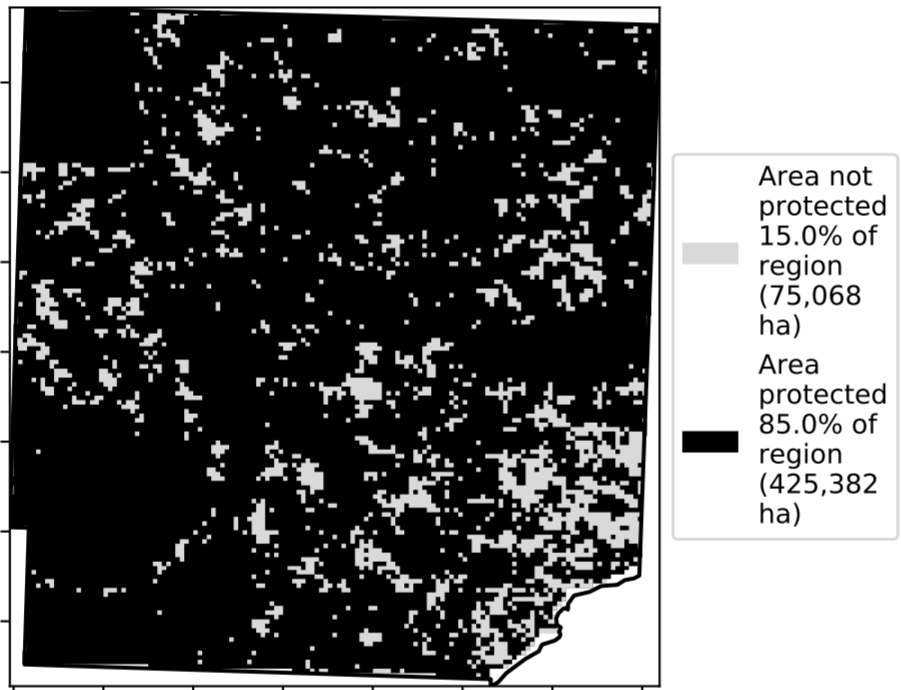 Area not
protected
15.0% of
region
(75,068
ha)
Area
protected
85.0% of
region
(425,382
ha)